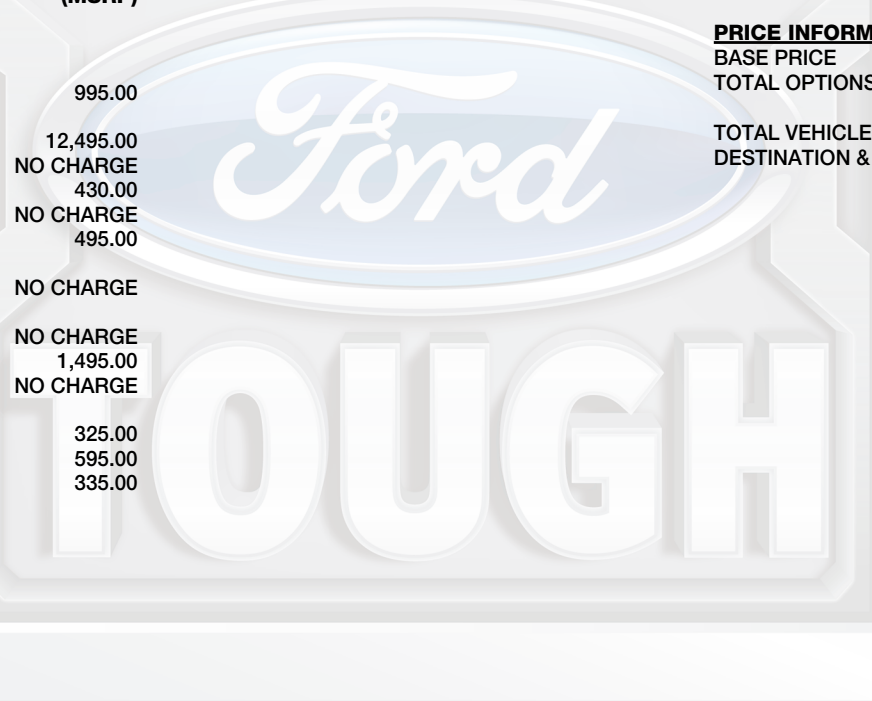 (MSRP)
995.00
12,495.00
NO CHARGE
430.00
NO CHARGE
495.00
NO CHARGE
NO CHARGE
1,495.00
NO CHARGE
325.00
595.00
335.00
PRICE INFORM
BASE PRICE
TOTAL OPTIONS
TOTAL VEHICLE
DESTINATION &
Ford
TOUGH